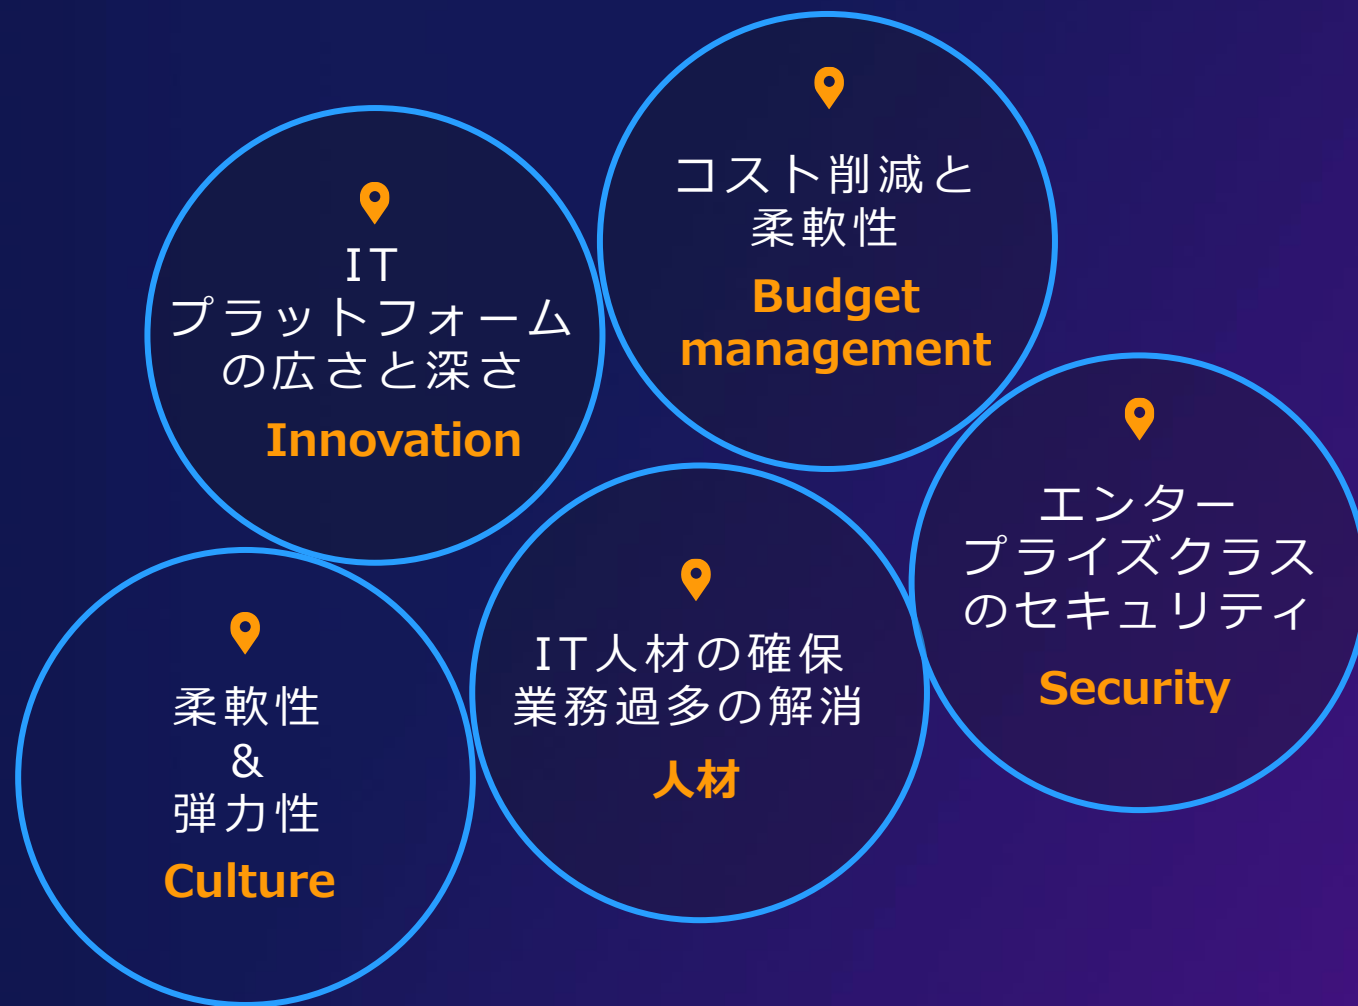 コスト削減と
柔軟性
Budget
management
IT
プラットフォーム
の広さと深さ
Innovation
エンター
プライズクラス
のセキュリティ
Security
IT人材の確保
業務過多の解消
人材
柔軟性
&
弾力性
Culture